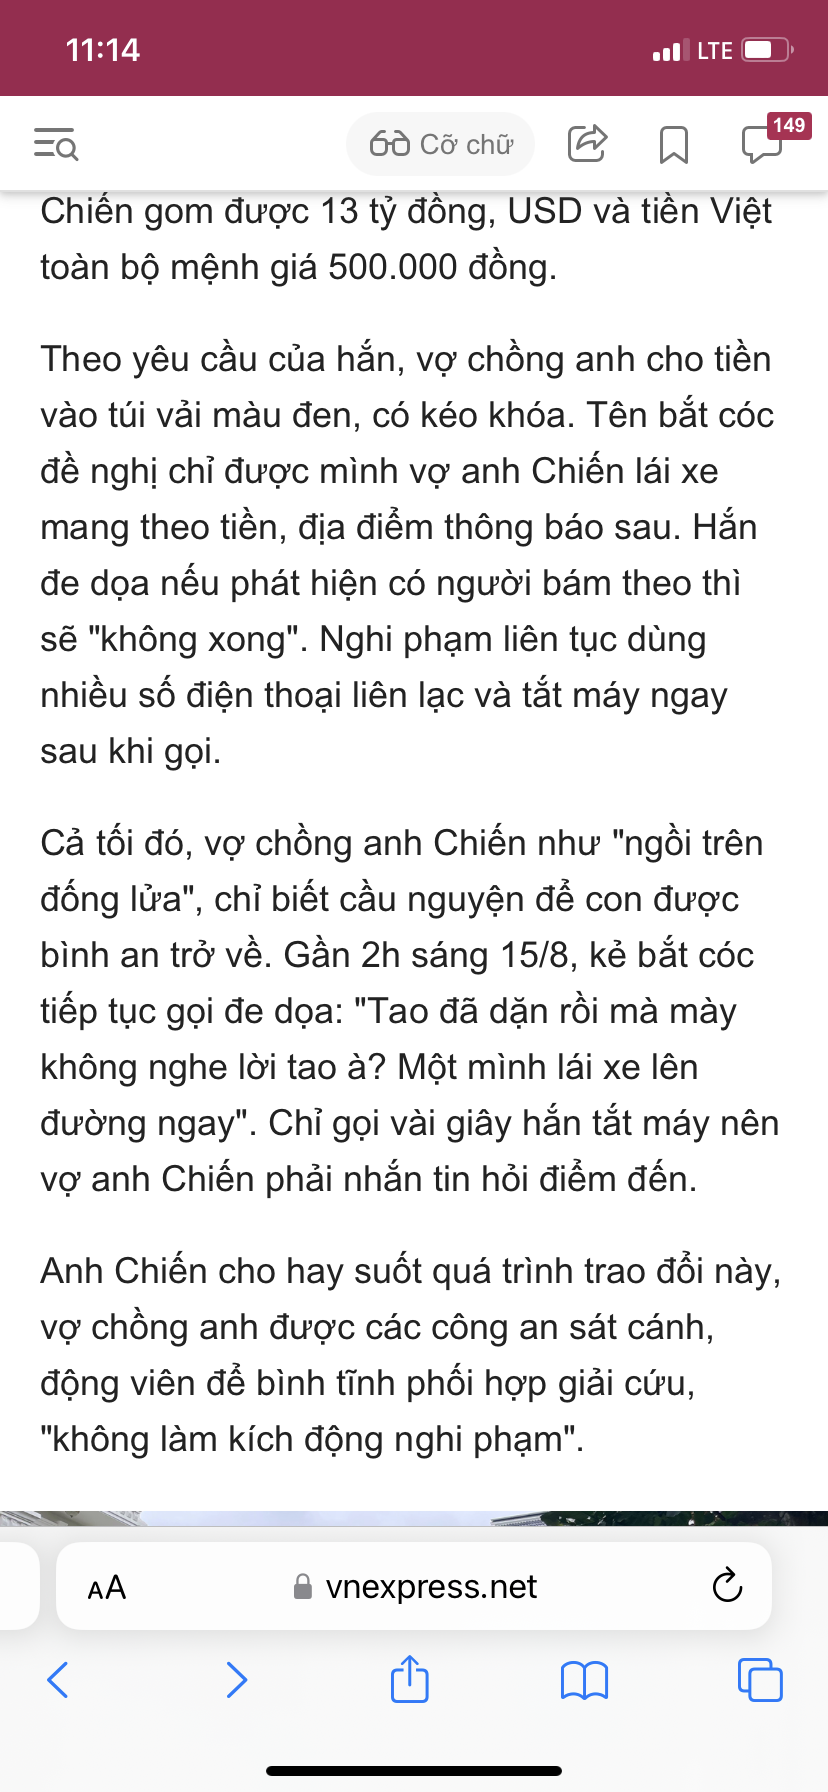 11:14
LTE
Cỡ chữ
149
Chiến gom được 13 tỷ đồng, USD và tiền Việt
toàn bộ mệnh giá 500.000 đồng.
Theo yêu cầu của hắn, vợ chồng anh cho tiền
vào túi vải màu đen, có kéo khóa. Tên bắt cóc
đề nghị chỉ được mình vợ anh Chiến lái xe
mang theo tiền, địa điểm thông báo sau. Hắn
đe dọa nếu phát hiện có người bám theo thì
sẽ "không xong". Nghi phạm liên tục dùng
nhiều số điện thoại liên lạc và tắt máy ngay
sau khi gọi.
Cả tối đó, vợ chồng anh Chiến như "ngồi trên
đống lửa", chỉ biết cầu nguyện để con được
bình an trở về. Gần 2h sáng 15/8, kẻ bắt cóc
tiếp tục gọi đe dọa: "Tao đã dặn rồi mà mày
không nghe lời tao à? Một mình lái xe lên
đường ngay". Chỉ gọi vài giây hắn tắt máy nên
vợ anh Chiến phải nhắn tin hỏi điểm đến.
Anh Chiến cho hay suốt quá trình trao đổi này,
vợ chồng anh được các công an sát cánh,
động viên để bình tĩnh phối hợp giải cứu,
"không làm kích động nghi phạm".
AA
vnexpress.net